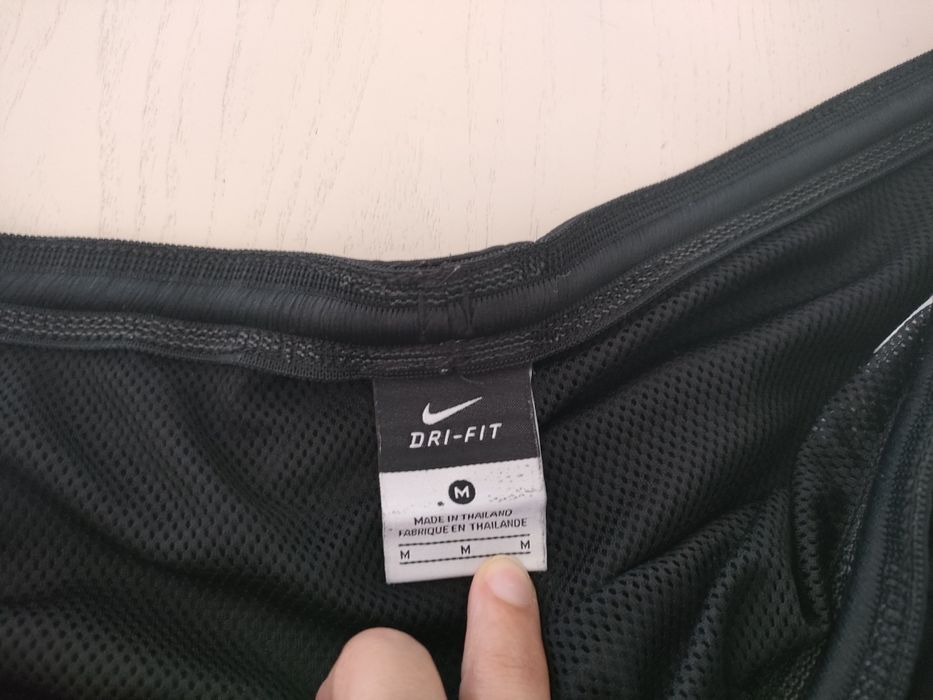 DRI-FIT
M
MADE IN THAILAND
FABRIQUE EN THAILANDE
M M M